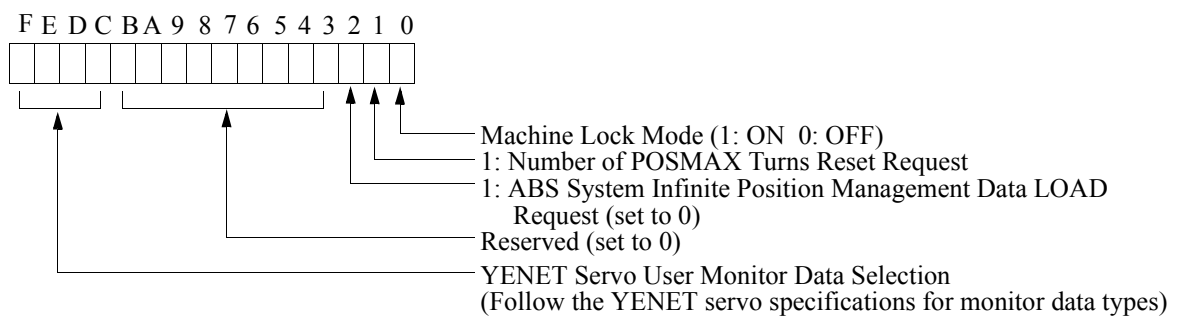 F E D C B A 9 8 7 6 5 4 3 2 1 0
Machine Lock Mode (1: ON 0: OFF)
1: Number of POSMAX Turns Reset Request
1: ABS System Infinite Position Management Data LOAD
Request (set to 0)
Reserved (set to 0)
YENET Servo User Monitor Data Selection
(Follow the YENET servo specifications for monitor data types)